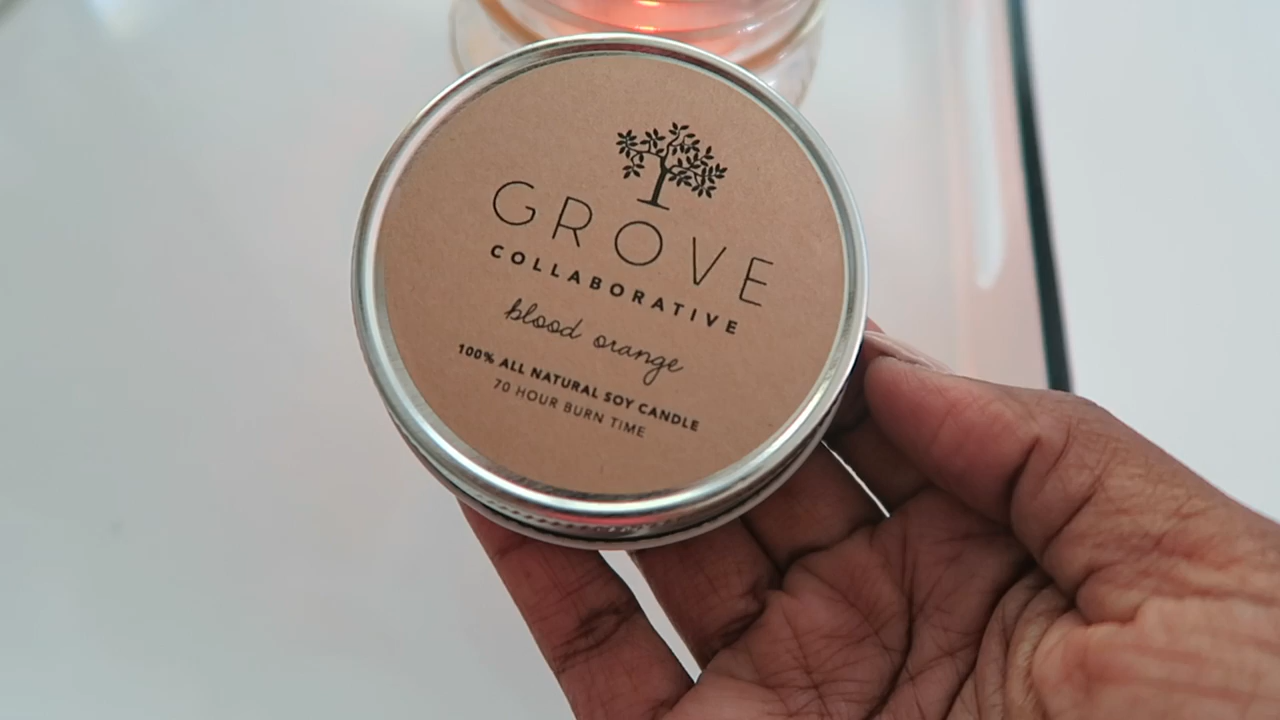 GROVE
COLLABORATIVE
blood orange
100% ALL NATURAL SOY CANDLE
70 HOUR BURN TIME